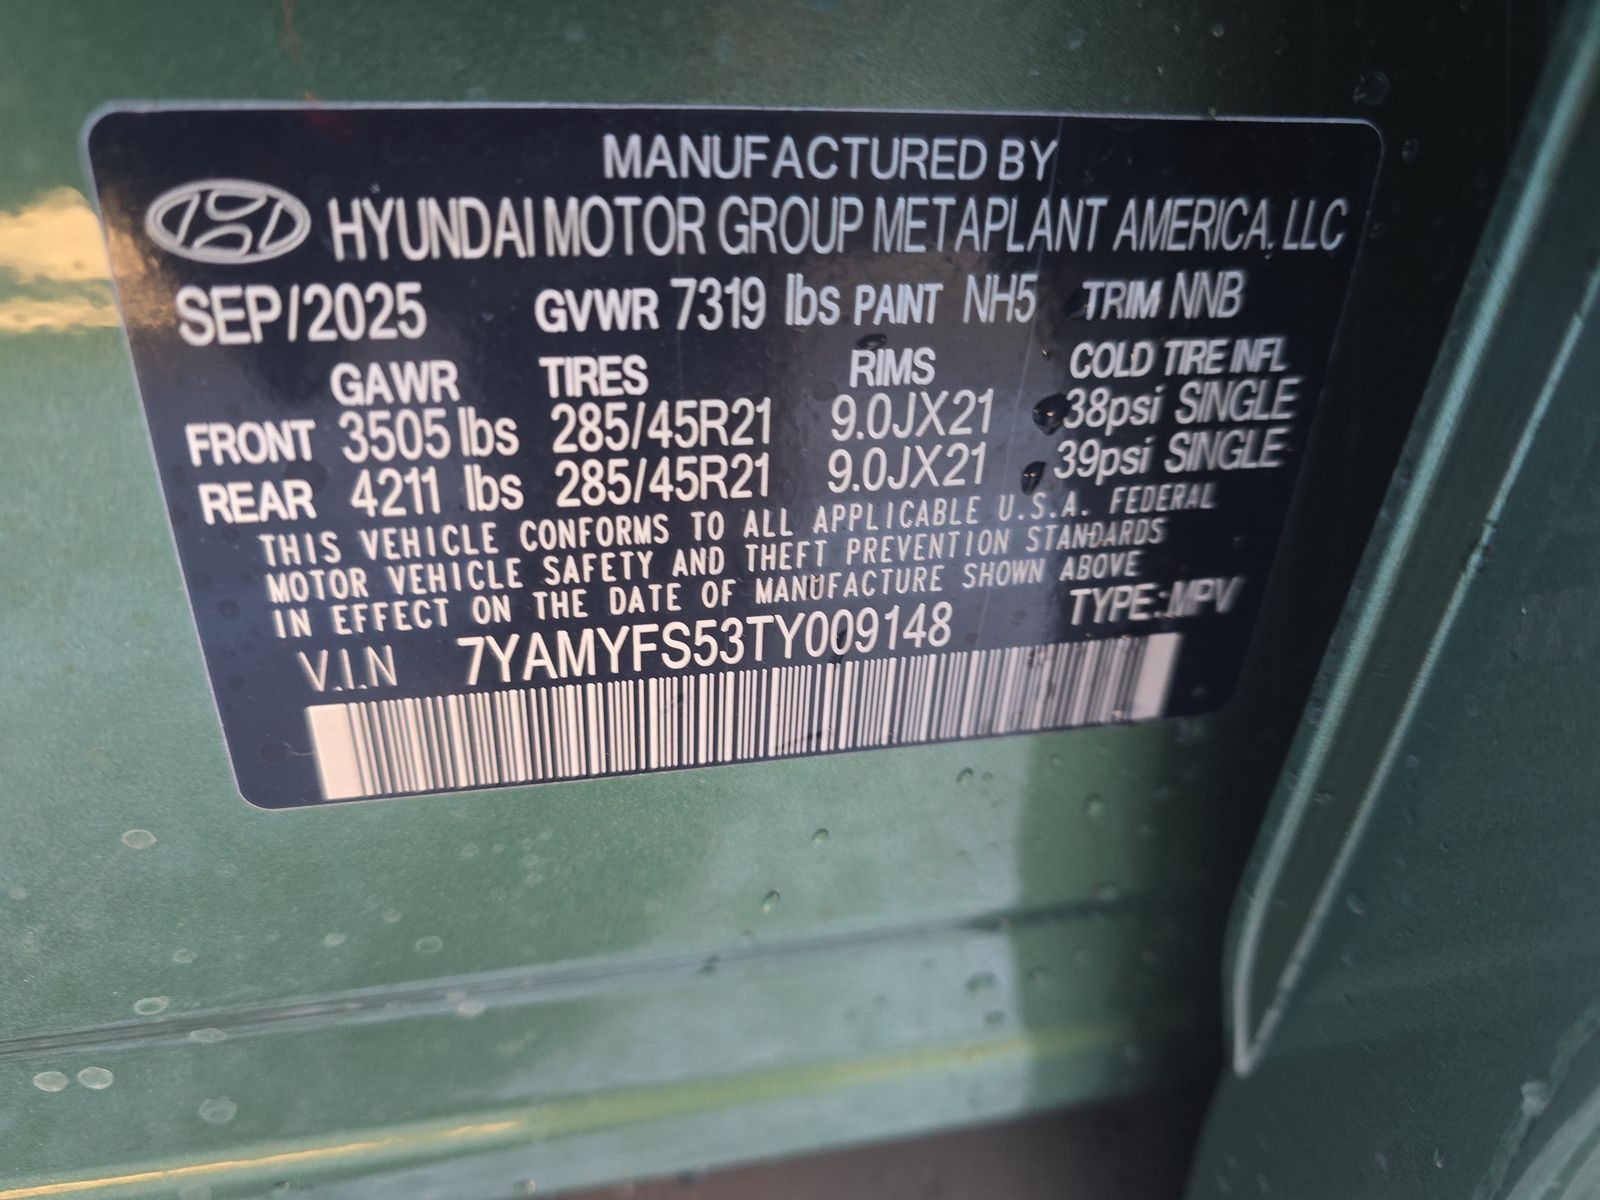 MANUFACTURED BY
HYUNDAI MOTOR GROUP METAPLANT AMERICA, LLC
SEP/2025 GVWR 7319 lbs PAINT NH5 TRIM NNB
GAWR TIRES RIMS COLD TIRE INFL
FRONT 3505 lbs 285/45R21 9.0JX21 38psi SINGLE
REAR 4211 lbs 285/45R21 9.0JX21 39psi SINGLE
THIS VEHICLE CONFORMS TO ALL APPLICABLE U.S.A. FEDERAL
MOTOR VEHICLE SAFETY AND THEFT PREVENTION STANDARDS
IN EFFECT ON THE DATE OF MANUFACTURE SHOWN ABOVE
V.I.N 7YAMYFS53TY009148 TYPE:MPV